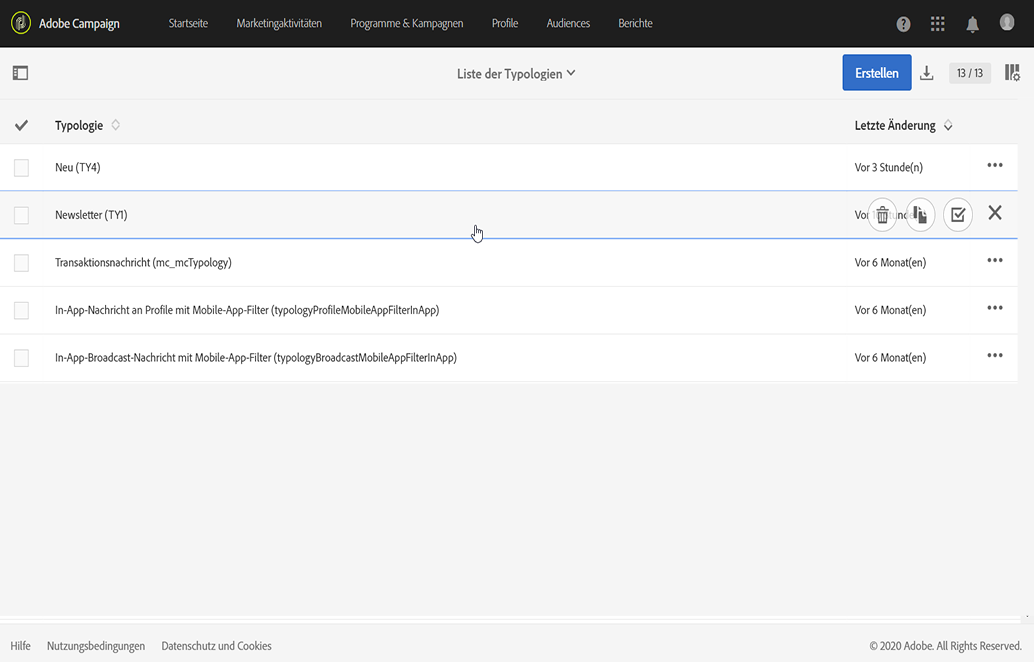 Adobe Campaign Startseite Marketingaktivitäten Programme & Kampagnen Profile Audiences Berichte
Liste der Typologien Erstellen 13 / 13
Typologie Letzte Änderung
Neu (TY4) Vor 3 Stunde(n)
Newsletter (TY1) Vor
Transaktionsnachricht (mc_mcTypology) Vor 6 Monat(en)
In-App-Nachricht an Profile mit Mobile-App-Filter (typologyProfileMobileAppFilterInApp) Vor 6 Monat(en)
In-App-Broadcast-Nachricht mit Mobile-App-Filter (typologyBroadcastMobileAppFilterInApp) Vor 6 Monat(en)
Hilfe Nutzungsbedingungen Datenschutz und Cookies © 2020 Adobe. All Rights Reserved.